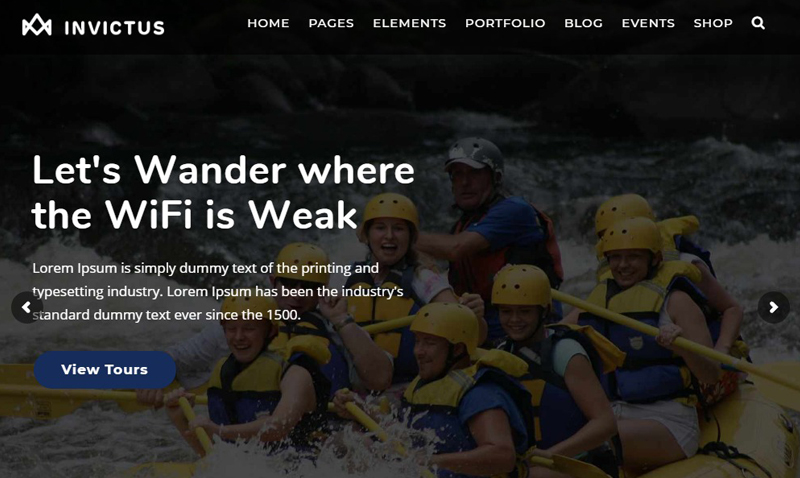 INVICTUS
HOME PAGES ELEMENTS PORTFOLIO BLOG EVENTS SHOP
Let's Wander where
the WiFi is Weak
Lorem Ipsum is simply dummy text of the printing and
typesetting industry. Lorem Ipsum has been the industry's
standard dummy text ever since the 1500.
View Tours